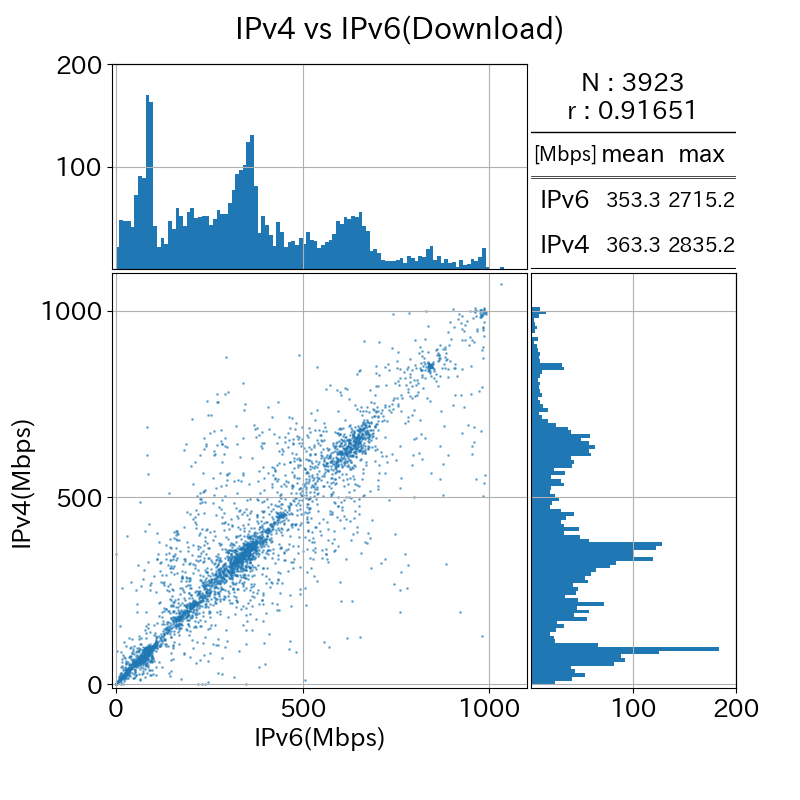 IPv4 vs IPv6(Download)
200
100
N : 3923
r : 0.91651
[Mbps] mean max
IPv6 353.3 2715.2
IPv4 363.3 2835.2
1000
500
0
IPv4(Mbps)
0 500 1000
IPv6(Mbps)
100 200